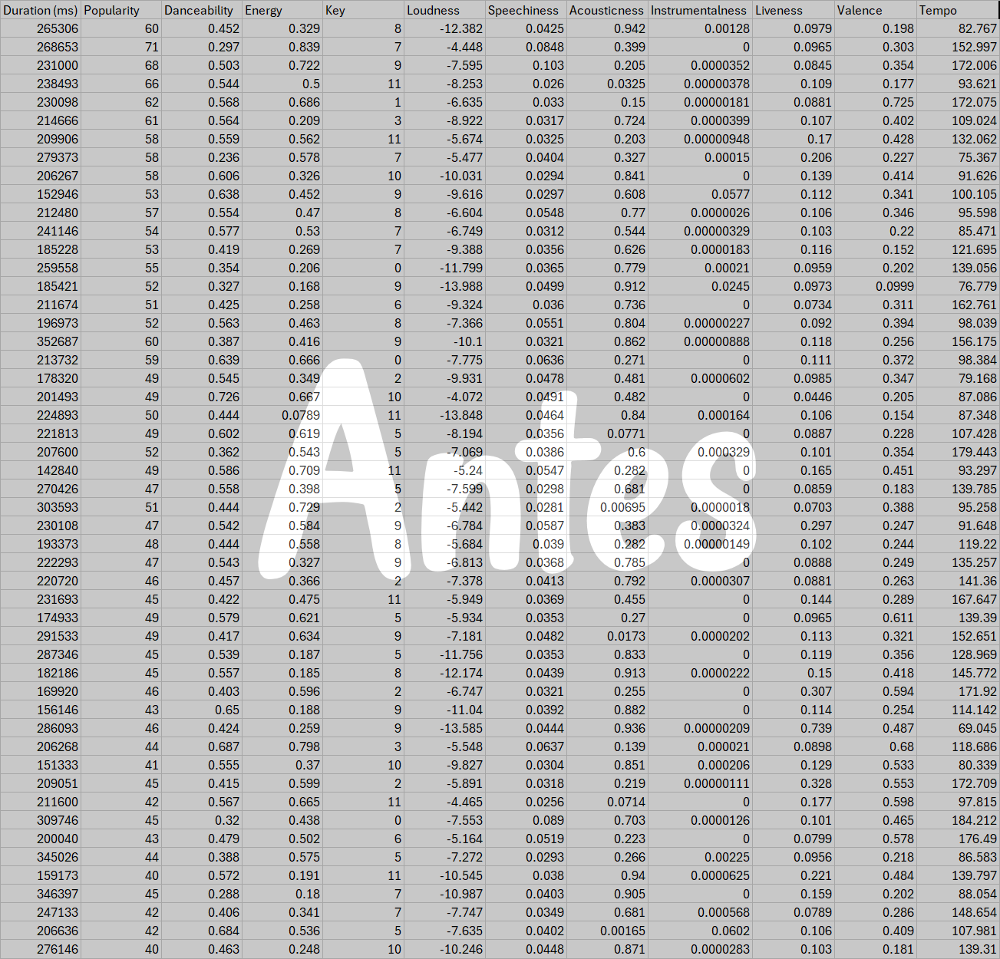 Duration (ms) Popularity Danceability Energy Key Loudness Speechiness Acousticness Instrumentalness Liveness Valence Tempo
265306 60 0.452 0.329 8 -12.382 0.0425 0.942 0.00128 0.0979 0.198 82.767
268653 71 0.297 0.839 7 -4.448 0.0848 0.399 0 0.0965 0.303 152.997
231000 68 0.503 0.722 9 -7.595 0.103 0.205 0.0000352 0.0845 0.354 172.006
238493 66 0.544 0.5 11 -8.253 0.026 0.0325 0.00000378 0.109 0.177 93.621
230098 62 0.568 0.686 1 -6.635 0.033 0.15 0.00000181 0.0881 0.725 172.075
214666 61 0.564 0.209 3 -8.922 0.0317 0.724 0.0000399 0.107 0.402 109.024
209906 58 0.559 0.562 11 -5.674 0.0325 0.203 0.00000948 0.17 0.428 132.062
279373 58 0.236 0.578 7 -5.477 0.0404 0.327 0.00015 0.206 0.227 75.367
206267 58 0.606 0.326 10 -10.031 0.0294 0.841 0 0.139 0.414 91.626
152946 53 0.638 0.452 9 -9.616 0.0297 0.608 0.0577 0.112 0.341 100.105
212480 57 0.554 0.47 8 -6.604 0.0548 0.77 0.0000026 0.106 0.346 95.598
241146 54 0.577 0.53 7 -6.749 0.0312 0.544 0.00000329 0.103 0.22 85.471
185228 53 0.419 0.269 7 -9.388 0.0356 0.626 0.0000183 0.116 0.152 121.695
259558 55 0.354 0.206 0 -11.799 0.0365 0.779 0.00021 0.0959 0.202 139.056
185421 52 0.327 0.168 9 -13.988 0.0499 0.912 0.0245 0.0973 0.0999 76.779
211674 51 0.425 0.258 6 -9.324 0.036 0.736 0 0.0734 0.311 162.761
196973 52 0.563 0.463 8 -7.366 0.0551 0.804 0.00000227 0.092 0.394 98.039
352687 60 0.387 0.416 9 -10.1 0.0321 0.862 0.00000888 0.118 0.256 156.175
213732 59 0.639 0.666 0 -7.775 0.0636 0.271 0 0.111 0.372 98.384
178320 49 0.545 0.349 2 -9.931 0.0478 0.481 0.0000602 0.0985 0.347 79.168
201493 49 0.726 0.667 10 -4.072 0.0491 0.482 0 0.0446 0.205 87.086
224893 50 0.444 0.0789 11 -13.848 0.0464 0.84 0.000164 0.106 0.154 87.348
221813 49 0.602 0.619 5 -8.194 0.0356 0.0771 0 0.0887 0.228 107.428
207600 52 0.362 0.543 5 -7.069 0.0386 0.6 0.000329 0.101 0.354 179.443
142840 49 0.586 0.709 11 -5.24 0.0547 0.282 0 0.165 0.451 93.297
Antes
270426 47 0.558 0.398 5 -7.599 0.0298 0.681 0 0.0859 0.183 139.785
303593 51 0.444 0.729 2 -5.442 0.0281 0.00695 0.0000018 0.0703 0.388 95.258
230108 47 0.542 0.584 9 -6.784 0.0587 0.383 0.0000324 0.297 0.247 91.648
193373 48 0.444 0.558 8 -5.684 0.039 0.282 0.00000149 0.102 0.244 119.22
222293 47 0.543 0.327 9 -6.813 0.0368 0.785 0 0.0888 0.249 135.257
220720 46 0.457 0.366 2 -7.378 0.0413 0.792 0.0000307 0.0881 0.263 141.36
231693 45 0.422 0.475 11 -5.949 0.0369 0.455 0 0.144 0.289 167.647
174933 49 0.579 0.621 5 -5.934 0.0353 0.27 0 0.0965 0.611 139.39
291533 49 0.417 0.634 9 -7.181 0.0482 0.0173 0.0000202 0.113 0.321 152.651
287346 45 0.539 0.187 5 -11.756 0.0353 0.833 0 0.119 0.356 128.969
182186 45 0.557 0.185 8 -12.174 0.0439 0.913 0.0000222 0.15 0.418 145.772
169920 46 0.403 0.596 2 -6.747 0.0321 0.255 0 0.307 0.594 171.92
156146 43 0.65 0.188 9 -11.04 0.0392 0.882 0 0.114 0.254 114.142
286093 46 0.424 0.259 9 -13.585 0.0444 0.936 0.00000209 0.739 0.487 69.045
206268 44 0.687 0.798 3 -5.548 0.0637 0.139 0.000021 0.0898 0.68 118.686
151333 41 0.555 0.37 10 -9.827 0.0304 0.851 0.000206 0.129 0.533 80.339
209051 45 0.415 0.599 2 -5.891 0.0318 0.219 0.00000111 0.328 0.553 172.709
211600 42 0.567 0.665 11 -4.465 0.0256 0.0714 0 0.177 0.598 97.815
309746 45 0.32 0.438 0 -7.553 0.089 0.703 0.0000126 0.101 0.465 184.212
200040 43 0.479 0.502 6 -5.164 0.0519 0.223 0 0.0799 0.578 176.49
345026 44 0.388 0.575 5 -7.272 0.0293 0.266 0.00225 0.0956 0.218 86.583
159173 40 0.572 0.191 11 -10.545 0.038 0.94 0.0000625 0.221 0.484 139.797
346397 45 0.288 0.18 7 -10.987 0.0403 0.905 0 0.159 0.202 88.054
247133 42 0.406 0.341 7 -7.747 0.0349 0.681 0.000568 0.0789 0.286 148.654
206636 42 0.684 0.536 5 -7.635 0.0402 0.00165 0.0602 0.106 0.409 107.981
276146 40 0.463 0.248 10 -10.246 0.0448 0.871 0.0000283 0.103 0.181 139.31